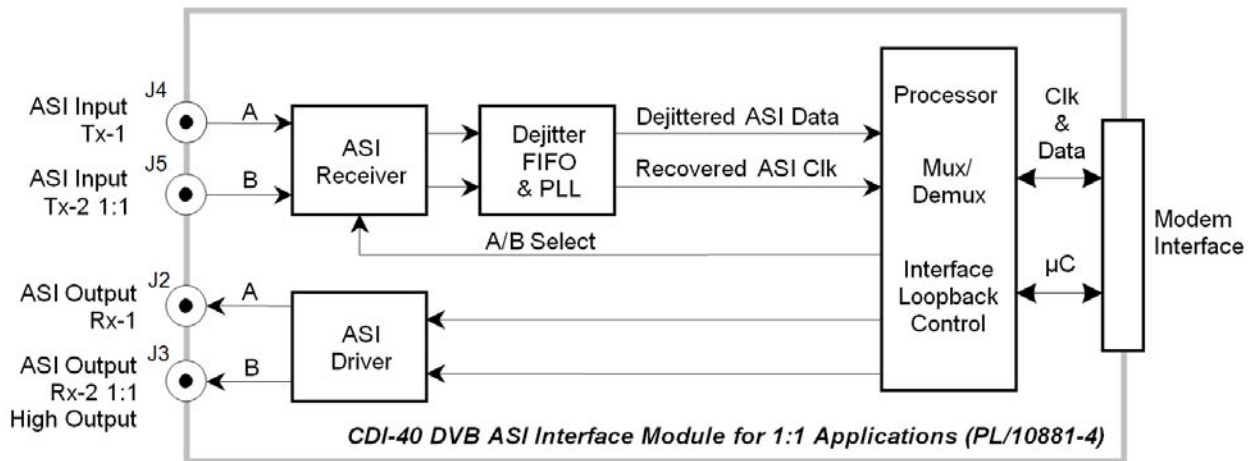 J4
ASI Input
Tx-1
A
J5
ASI Input
Tx-2 1:1
B
ASI
Receiver
Dejitter
FIFO
& PLL
Dejittered ASI Data
Recovered ASI Clk
A/B Select
Processor
Mux/
Demux
Interface
Loopback
Control
Clk
&
Data
µC
Modem
Interface
J2
ASI Output
Rx-1
A
J3
ASI Output
Rx-2 1:1
High Output
B
ASI
Driver
CDI-40 DVB ASI Interface Module for 1:1 Applications (PL/10881-4)